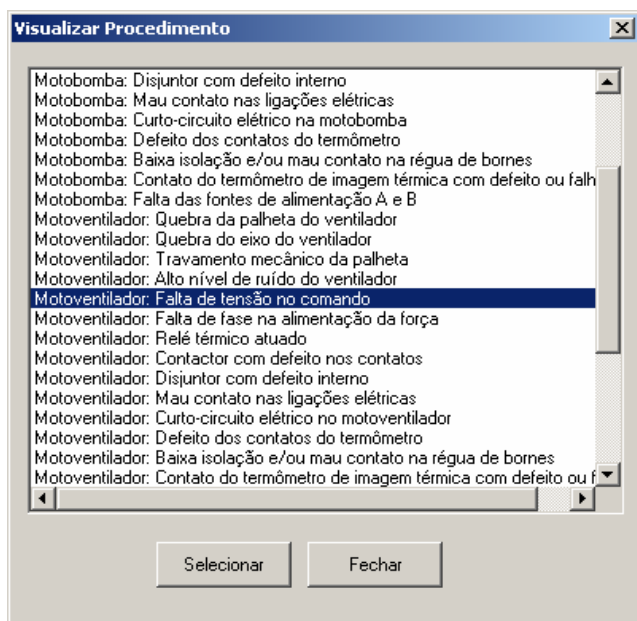 Visualizar Procedimento
Motobomba: Disjuntor com defeito interno
Motobomba: Mau contato nas ligações elétricas
Motobomba: Curto-circuito elétrico na motobomba
Motobomba: Defeito dos contatos do termômetro
Motobomba: Baixa isolação e/ou mau contato na régua de bornes
Motobomba: Contato do termômetro de imagem térmica com defeito ou falh
Motobomba: Falta das fontes de alimentação A e B
Motoventilador: Quebra da palheta do ventilador
Motoventilador: Quebra do eixo do ventilador
Motoventilador: Travamento mecânico da palheta
Motoventilador: Alto nível de ruído do ventilador
Motoventilador: Falta de tensão no comando
Motoventilador: Falta de fase na alimentação da força
Motoventilador: Relé térmico atuado
Motoventilador: Contactor com defeito nos contatos
Motoventilador: Disjuntor com defeito interno
Motoventilador: Mau contato nas ligações elétricas
Motoventilador: Curto-circuito elétrico no motoventilador
Motoventilador: Defeito dos contatos do termômetro
Motoventilador: Baixa isolação e/ou mau contato na régua de bornes
Motoventilador: Contato do termômetro de imagem térmica com defeito ou f
Selecionar
Fechar